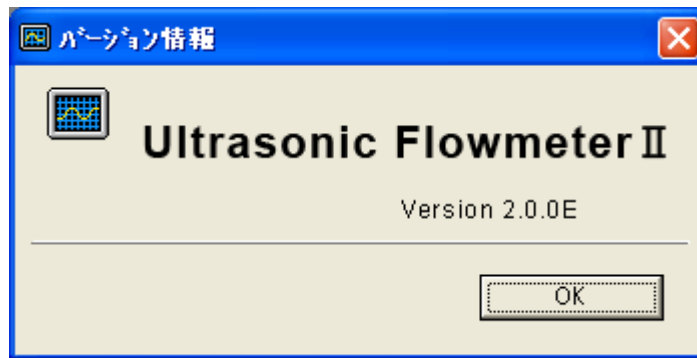 ﾊﾞｰｼﾞｮﾝ情報
Ultrasonic FlowmeterⅡ
Version 2.0.0E
OK